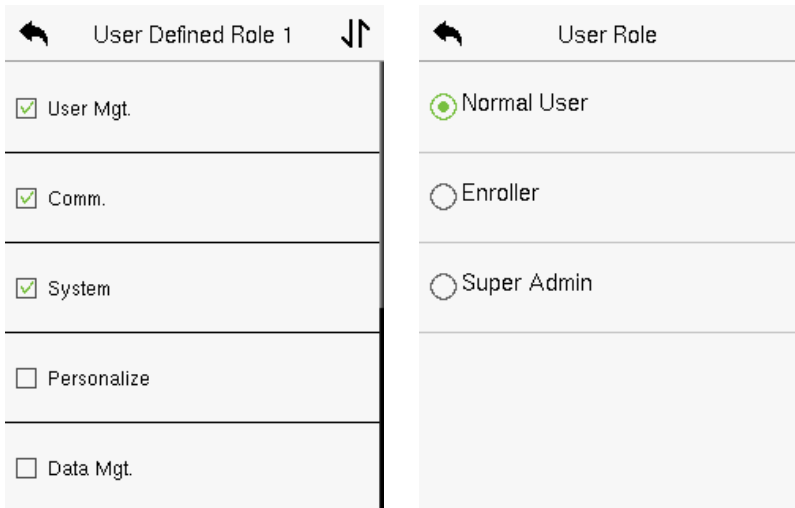 User Defined Role 1
User Mgt.
Comm.
System
Personalize
Data Mgt.
User Role
Normal User
Enroller
Super Admin